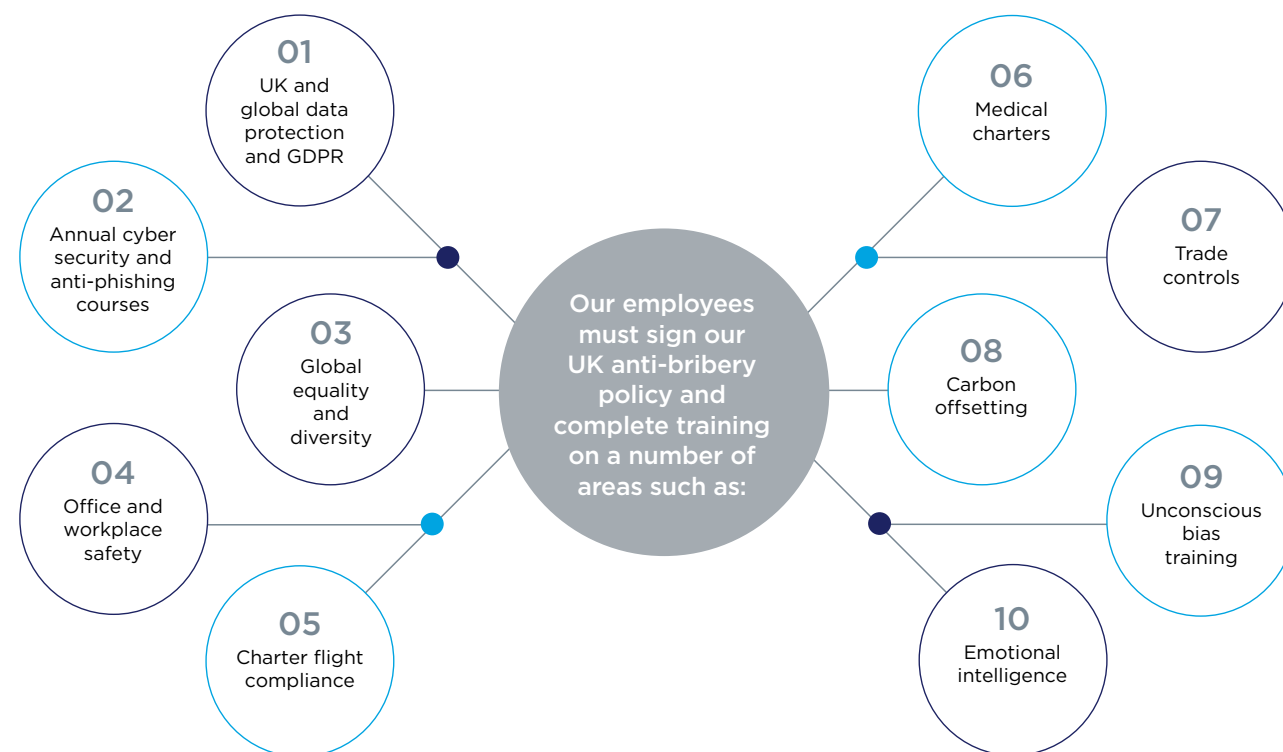 01
UK and
global data
protection
and GDPR
02
Annual cyber
security and
anti-phishing
courses
03
Global
equality
and
diversity
04
Office and
workplace
safety
05
Charter flight
compliance
Our employees
must sign our
UK anti-bribery
policy and
complete training
on a number of
areas such as:
06
Medical
charters
07
Trade
controls
08
Carbon
offsetting
09
Unconscious
bias
training
10
Emotional
intelligence